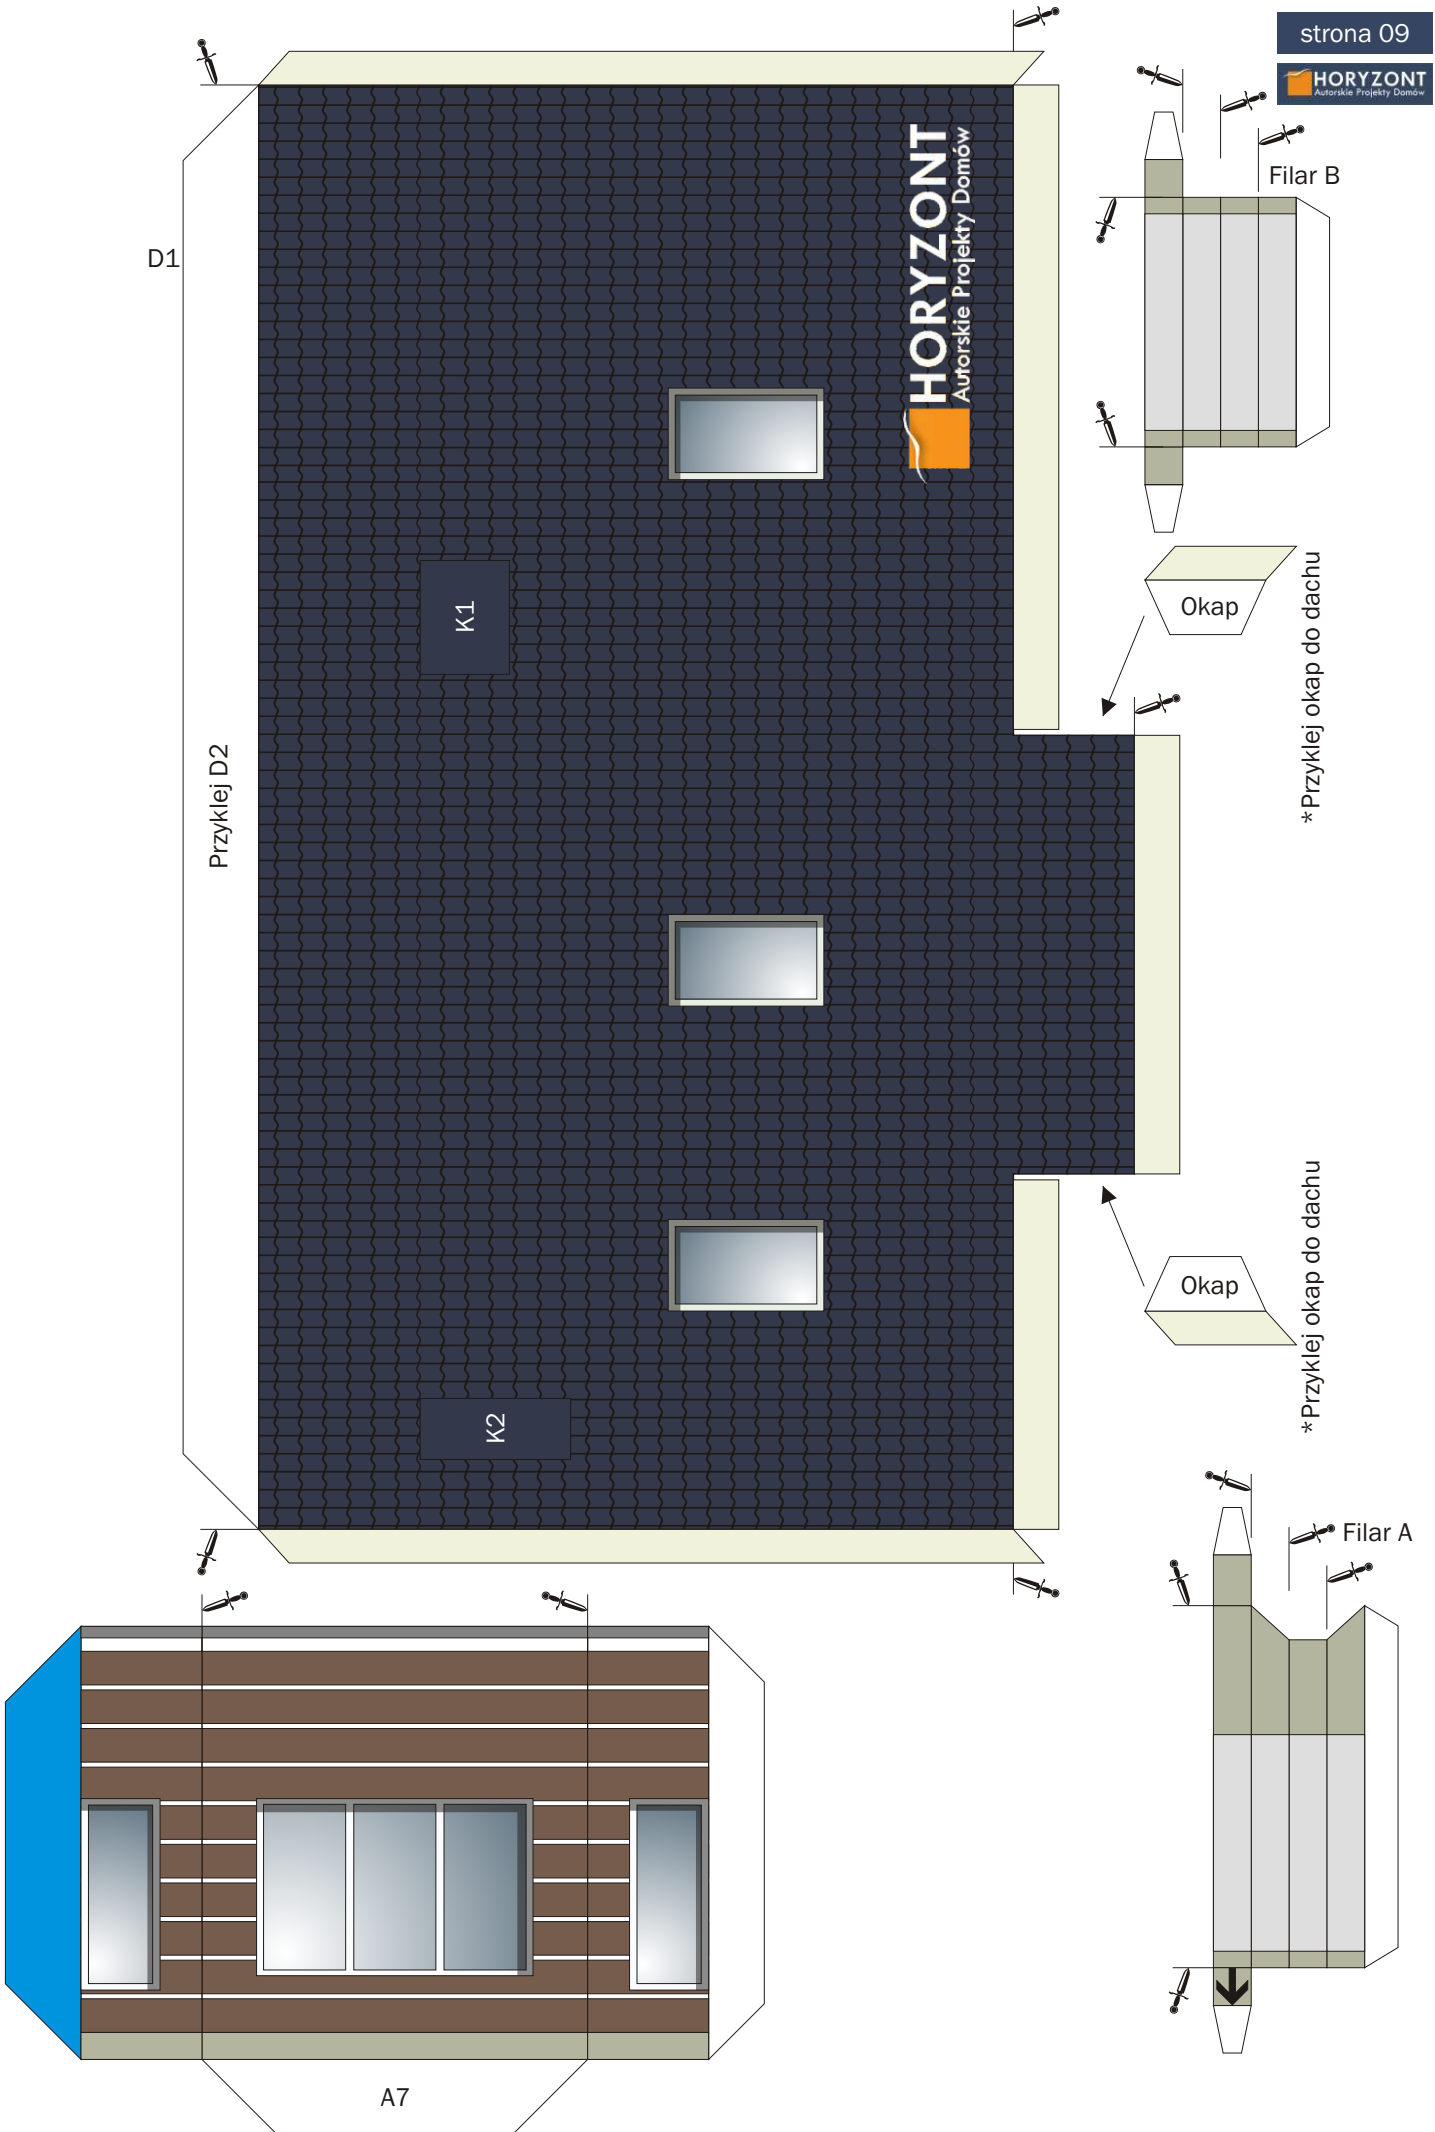 strona 09
HORYZONT
Autorskie Projekty Domów
Filar B
D1
HORYZONT
Autorskie Projekty Domów
K1
Okap
*Przyklej okap do dachu
Przyklej D2
Okap
*Przyklej okap do dachu
K2
Filar A
A7